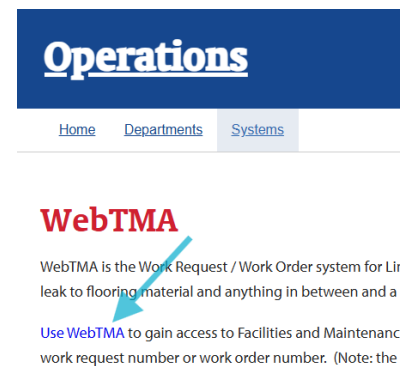 Operations
Home Departments Systems
WebTMA
WebTMA is the Work Request / Work Order system for
leak to flooring material and anything in between and a
Use WebTMA to gain access to Facilities and
work request number or work order number. (Note: the